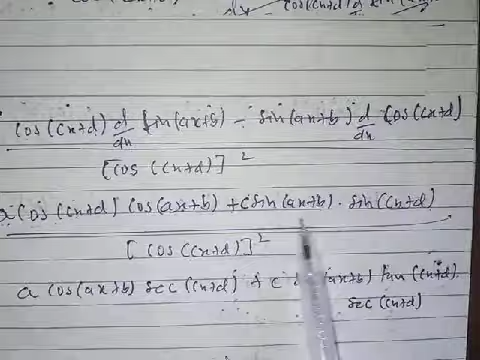 cos(cx+d) d/dx sin(ax+b) - sin(ax+b) d/dx cos(cx+d)
[cos(cx+d)]²
a cos(cx+d) cos(ax+b) + c sin(ax+b). sin(cx+d)
[cos(cx+d)]²
a cos(ax+b) sec(cx+d) + c (ax+b) tan(cx+d).
sec(cx+d)